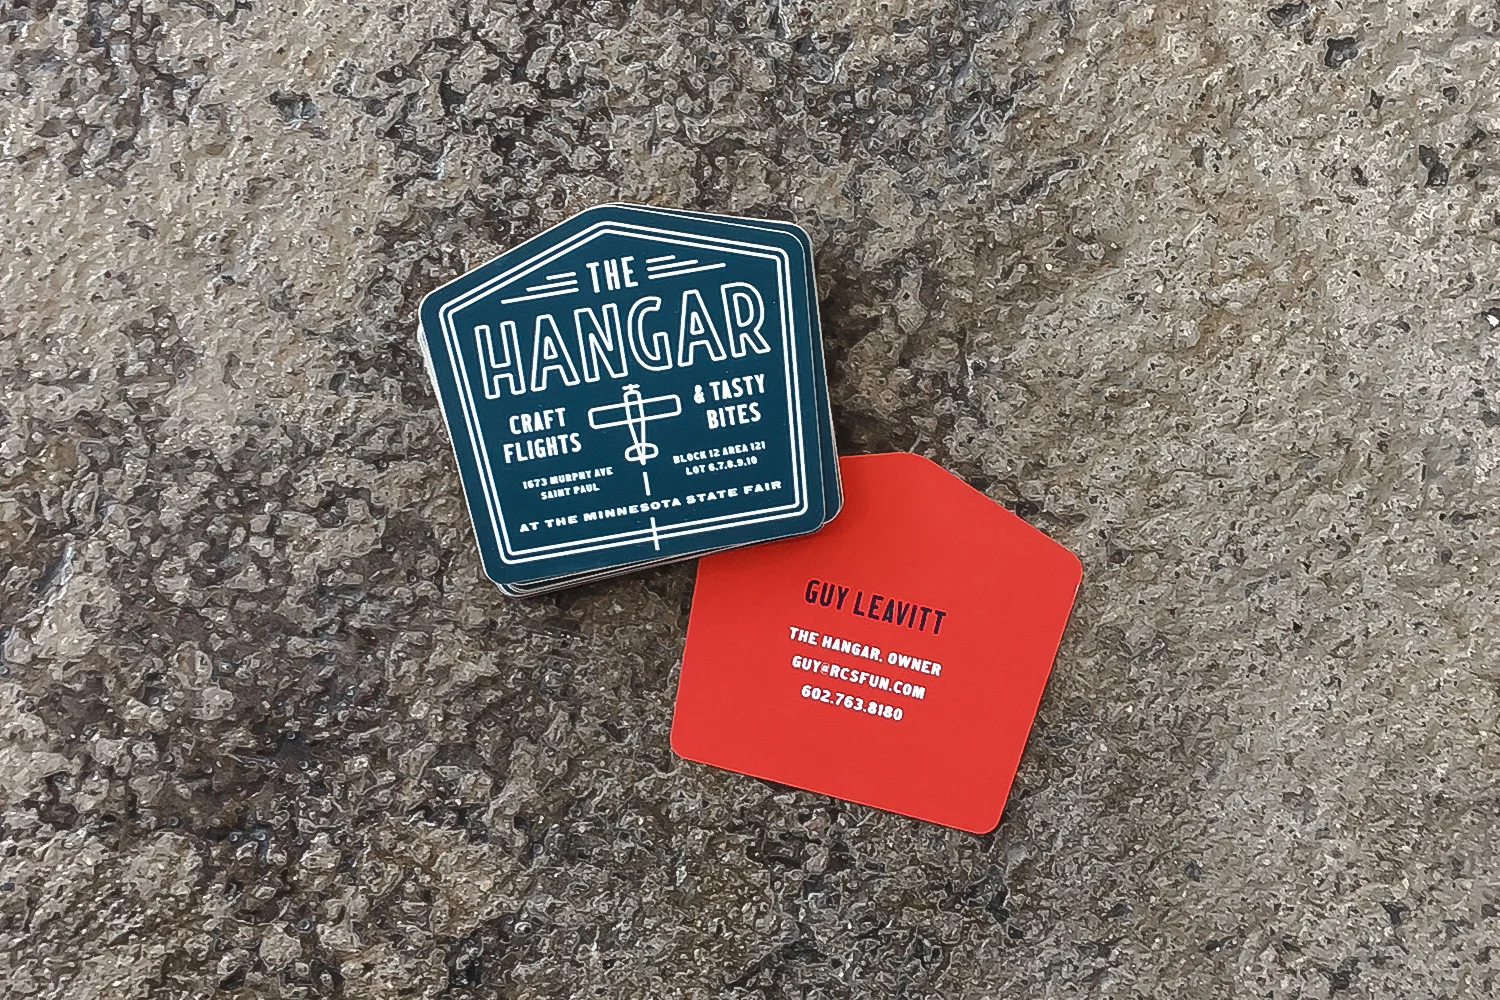 THE
HANGAR
CRAFT
FLIGHTS
& TASTY
BITES
1673 MURPHY AVE
SAINT PAUL
BLOCK 12 AREA 121
LOT 6.7.8.9.10
AT THE MINNESOTA STATE FAIR
GUY LEAVITT
THE HANGAR, OWNER
GUY@RCSFUN.COM
602.763.8180